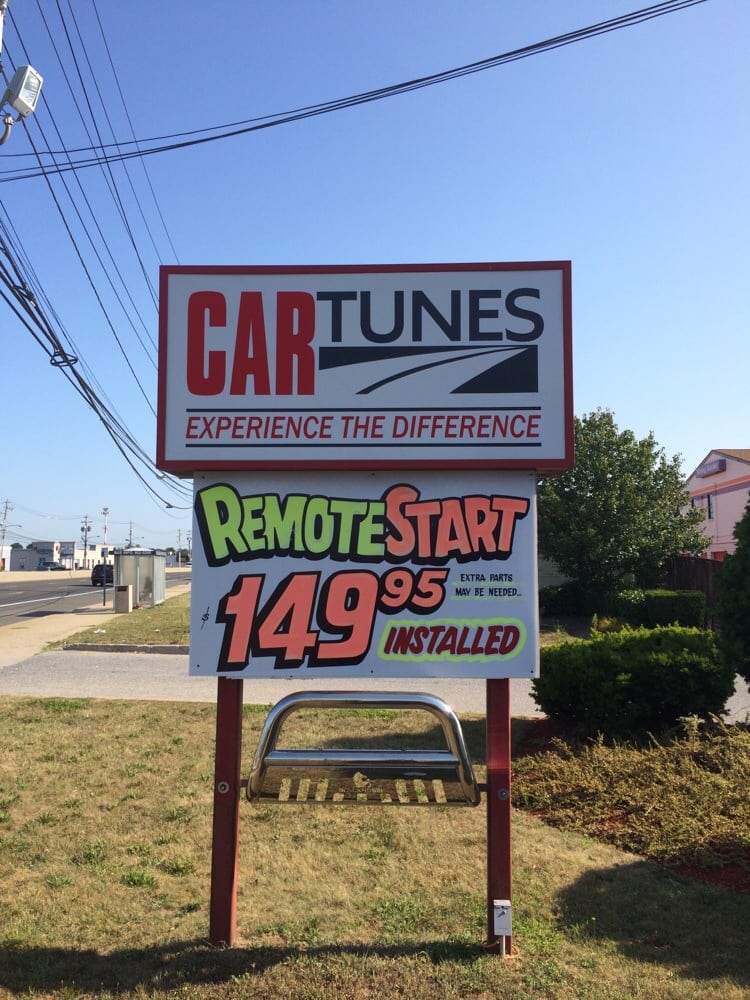 CARTUNES
EXPERIENCE THE DIFFERENCE
REMOTE START
$149.95
EXTRA PARTS
MAY BE NEEDED...
INSTALLED